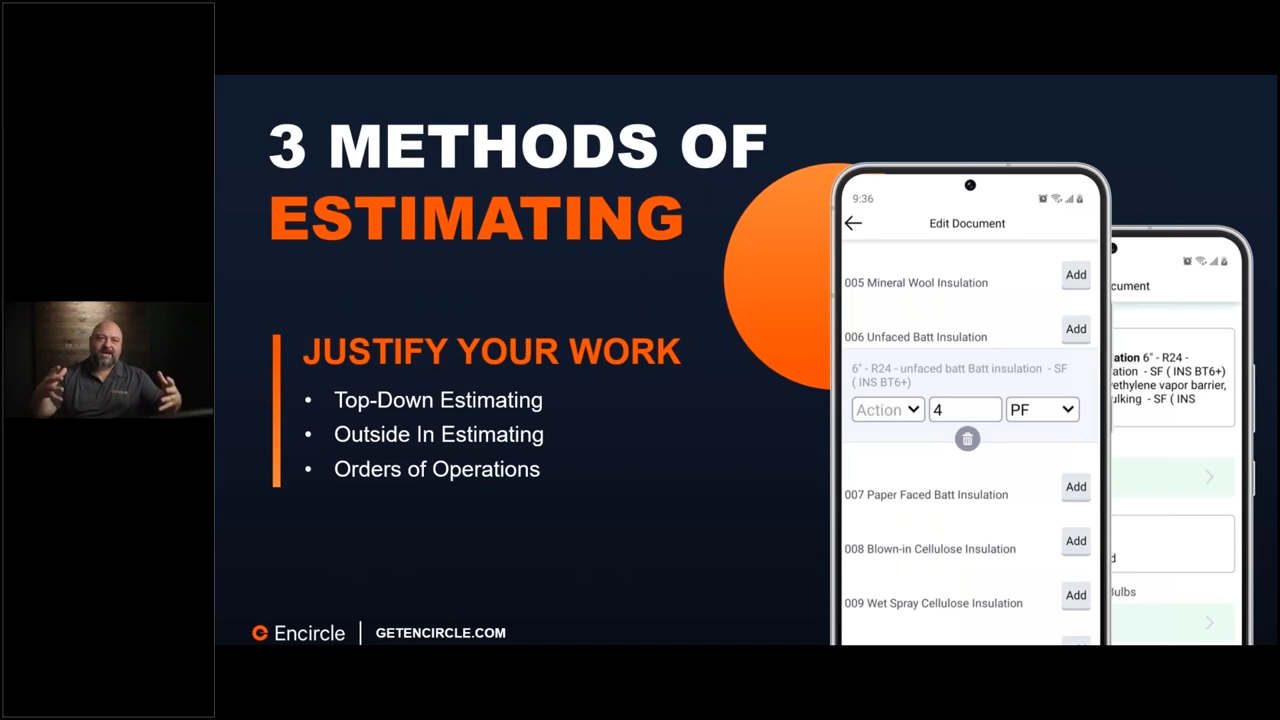 3 METHODS OF
ESTIMATING
JUSTIFY YOUR WORK
• Top-Down Estimating
• Outside In Estimating
• Orders of Operations
Encircle | GETENCIRCLE.COM
9:36
Edit Document
005 Mineral Wool Insulation Add
006 Unfaced Batt Insulation Add
6" - R24 - unfaced batt Batt insulation - SF
( INS BT6+)
Action 4 PF
007 Paper Faced Batt Insulation Add
008 Blown-in Cellulose Insulation Add
009 Wet Spray Cellulose Insulation Add
cument
ation 6" - R24 -
ation - SF ( INS BT6+)
ethylene vapor barrier,
ulking - SF ( INS
d
Bulbs